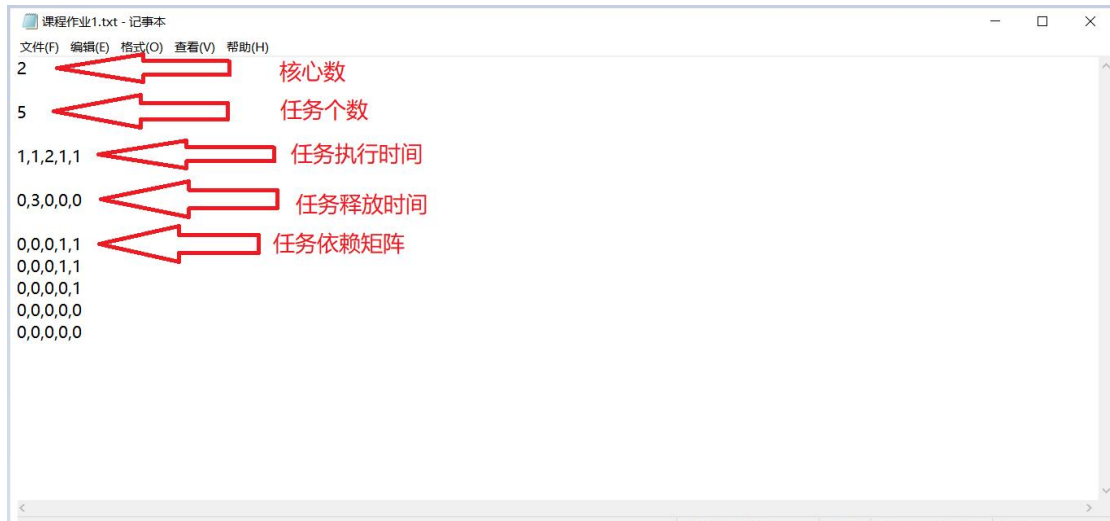 课程作业1.txt - 记事本
文件(F) 编辑(E) 格式(O) 查看(V) 帮助(H)
2 核心数
5 任务个数
1,1,2,1,1 任务执行时间
0,3,0,0,0 任务释放时间
0,0,0,1,1 任务依赖矩阵
0,0,0,1,1
0,0,0,0,1
0,0,0,0,0
0,0,0,0,0